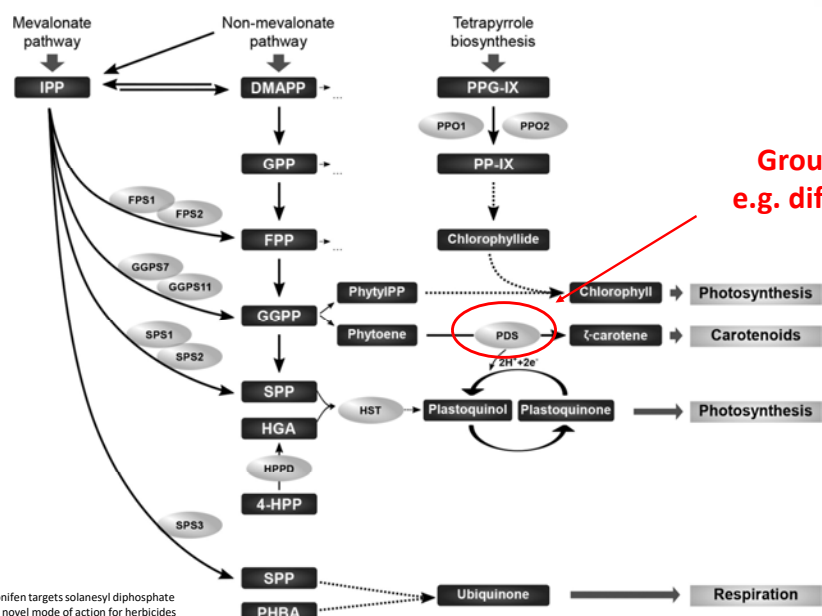 Mevalonate
pathway
Non-mevalonate
pathway
Tetrapyrrole
biosynthesis
IPP
DMAPP
...
PPG-IX
PPO1
PPO2
GPP
...
PP-IX
Grou
e.g. dif
FPS1
FPS2
FPP
...
Chlorophyllide
GGPS7
GGPS11
PhytylPP
Chlorophyll
Photosynthesis
GGPP
Phytoene
PDS
ζ-carotene
Carotenoids
SPS1
SPS2
2H⁺+2e⁻
SPP
HST
Plastoquinol
Plastoquinone
Photosynthesis
HGA
HPPD
4-HPP
SPS3
SPP
Ubiquinone
Respiration
PHBA
onifen targets solanesyl diphosphate
novel mode of action for herbicides